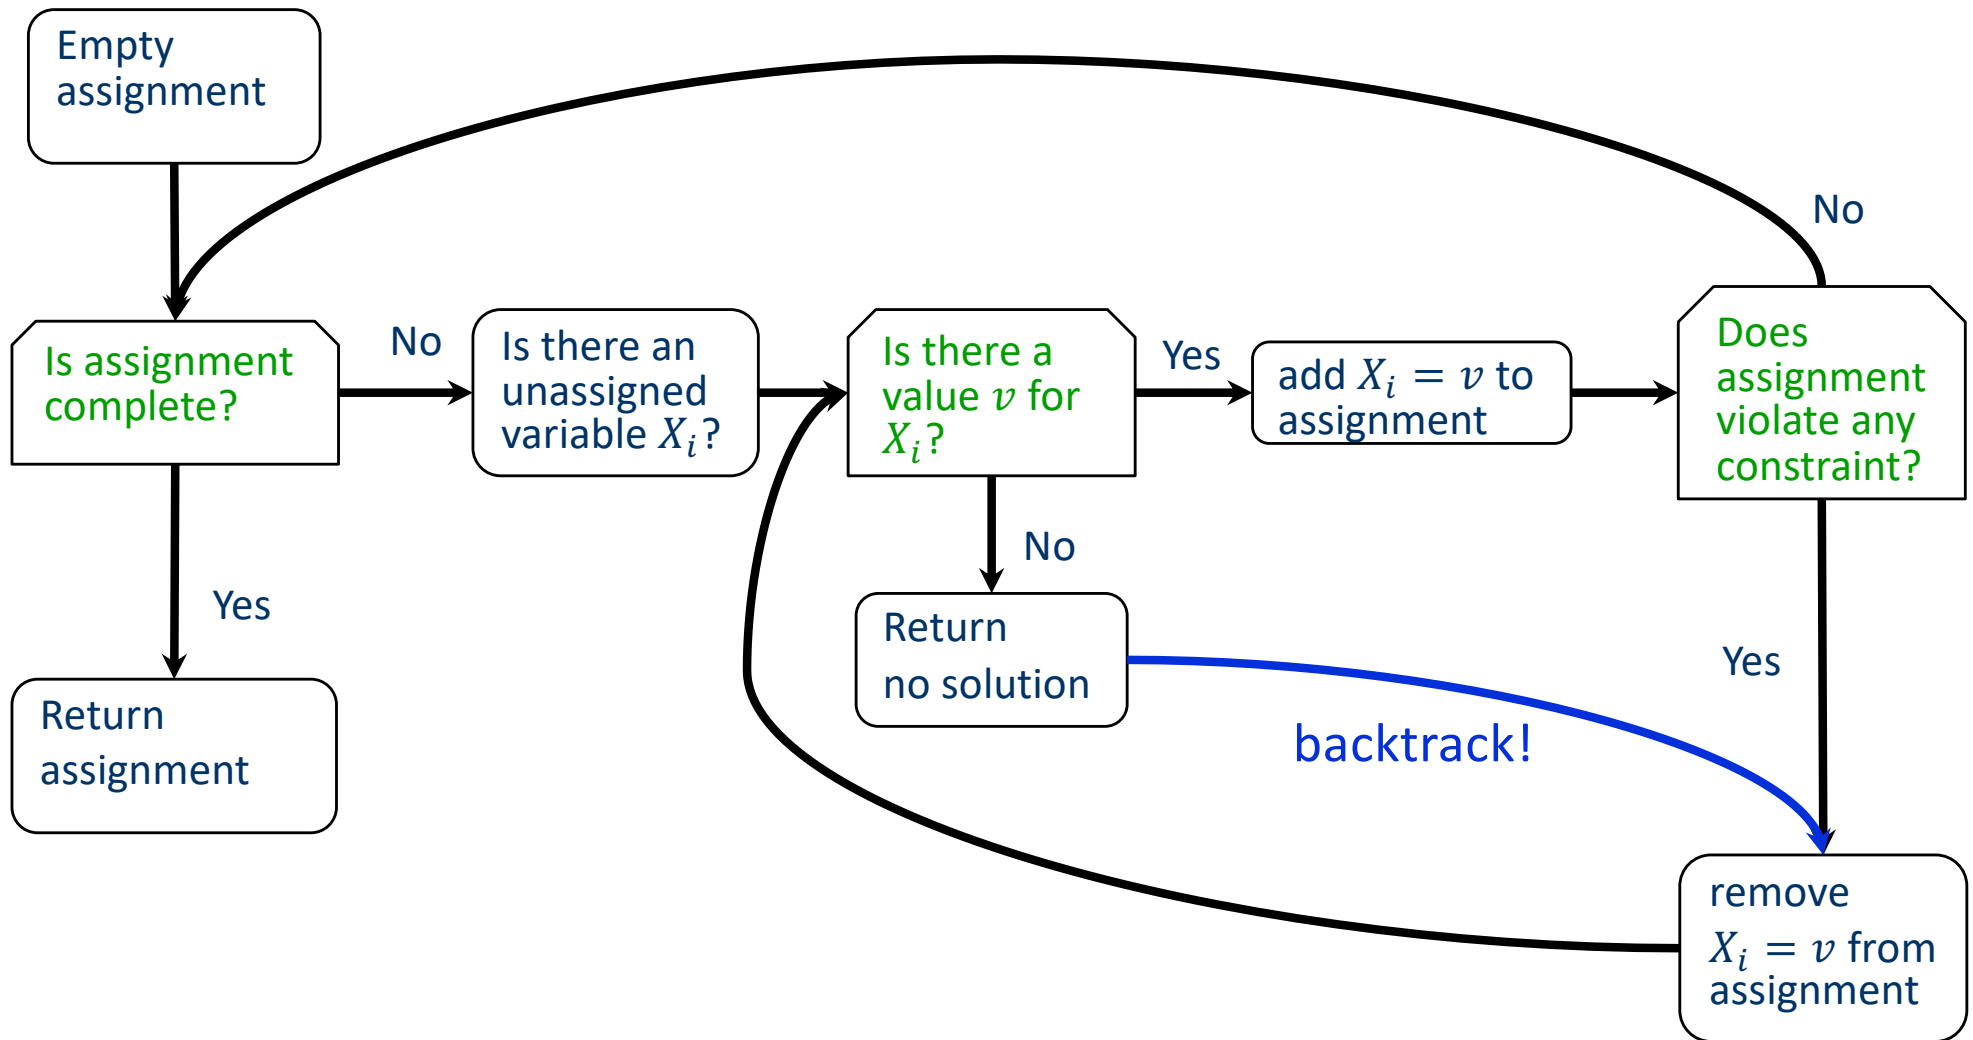 Empty
assignment
No
Is assignment
complete?
No
Is there an
unassigned
variable Xᵢ?
Is there a
value v for
Xᵢ?
Yes
add Xᵢ = v to
assignment
Does
assignment
violate any
constraint?
No
Yes
Return
no solution
Yes
Return
assignment
backtrack!
remove
Xᵢ = v from
assignment